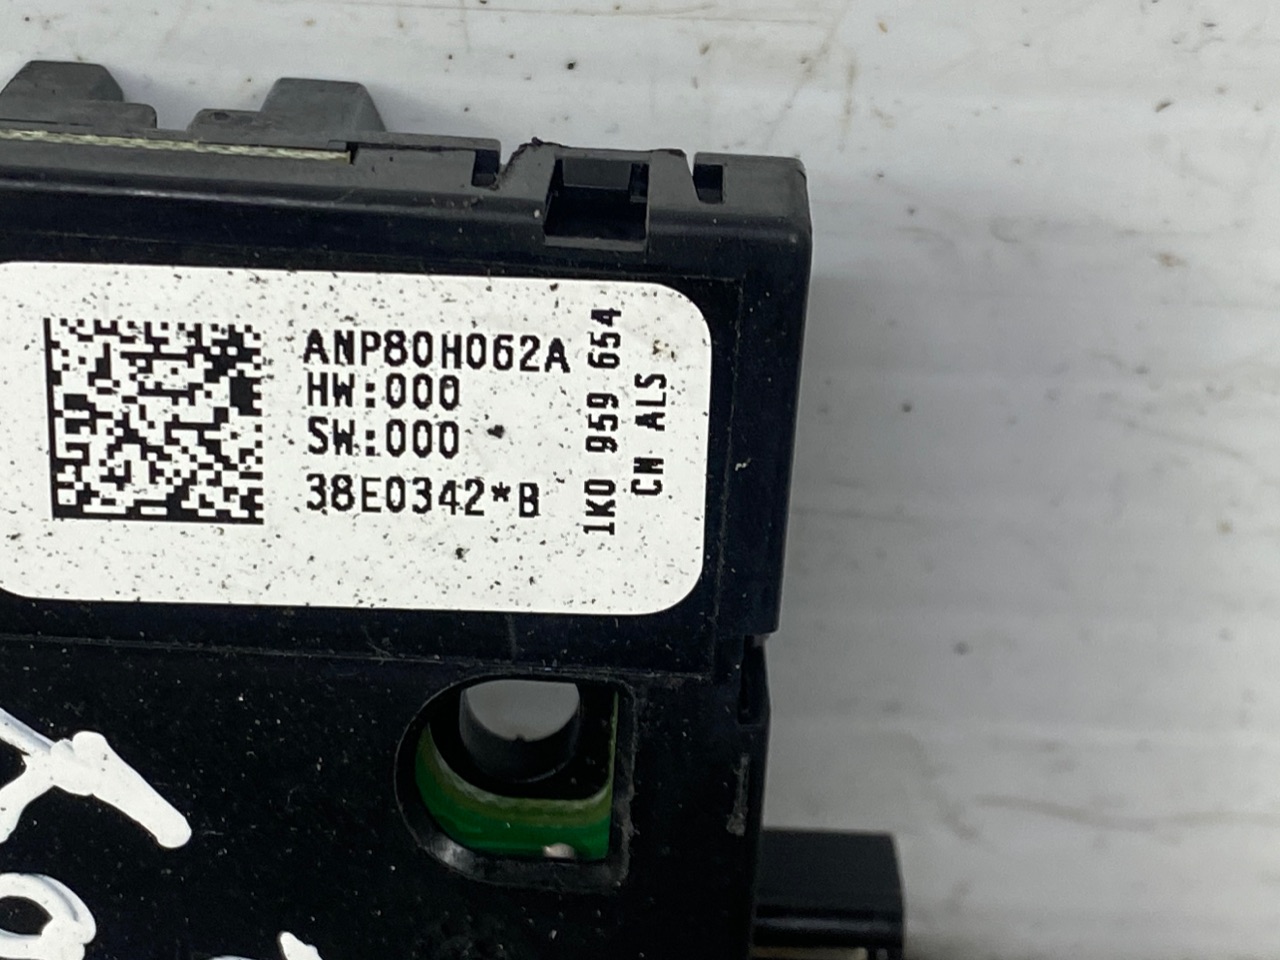 ANP80H062A
HW:000
SW:000
38E0342*B
1K0 959 654
CN ALS